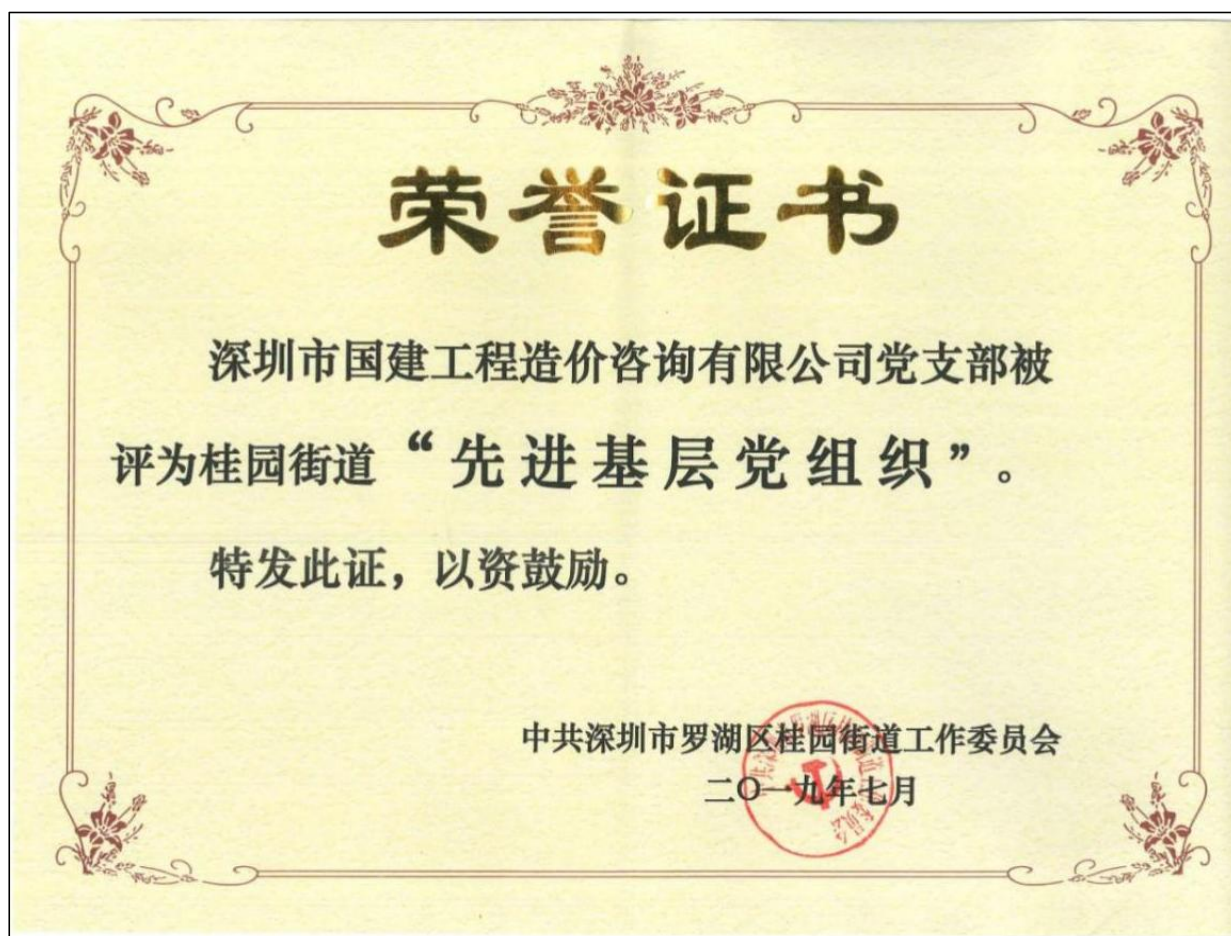 荣誉证书
深圳市国建工程造价咨询有限公司党支部被
评为桂园街道“先进基层党组织”。
特发此证，以资鼓励。
中共深圳市罗湖区桂园街道工作委员会
二〇一九年七月